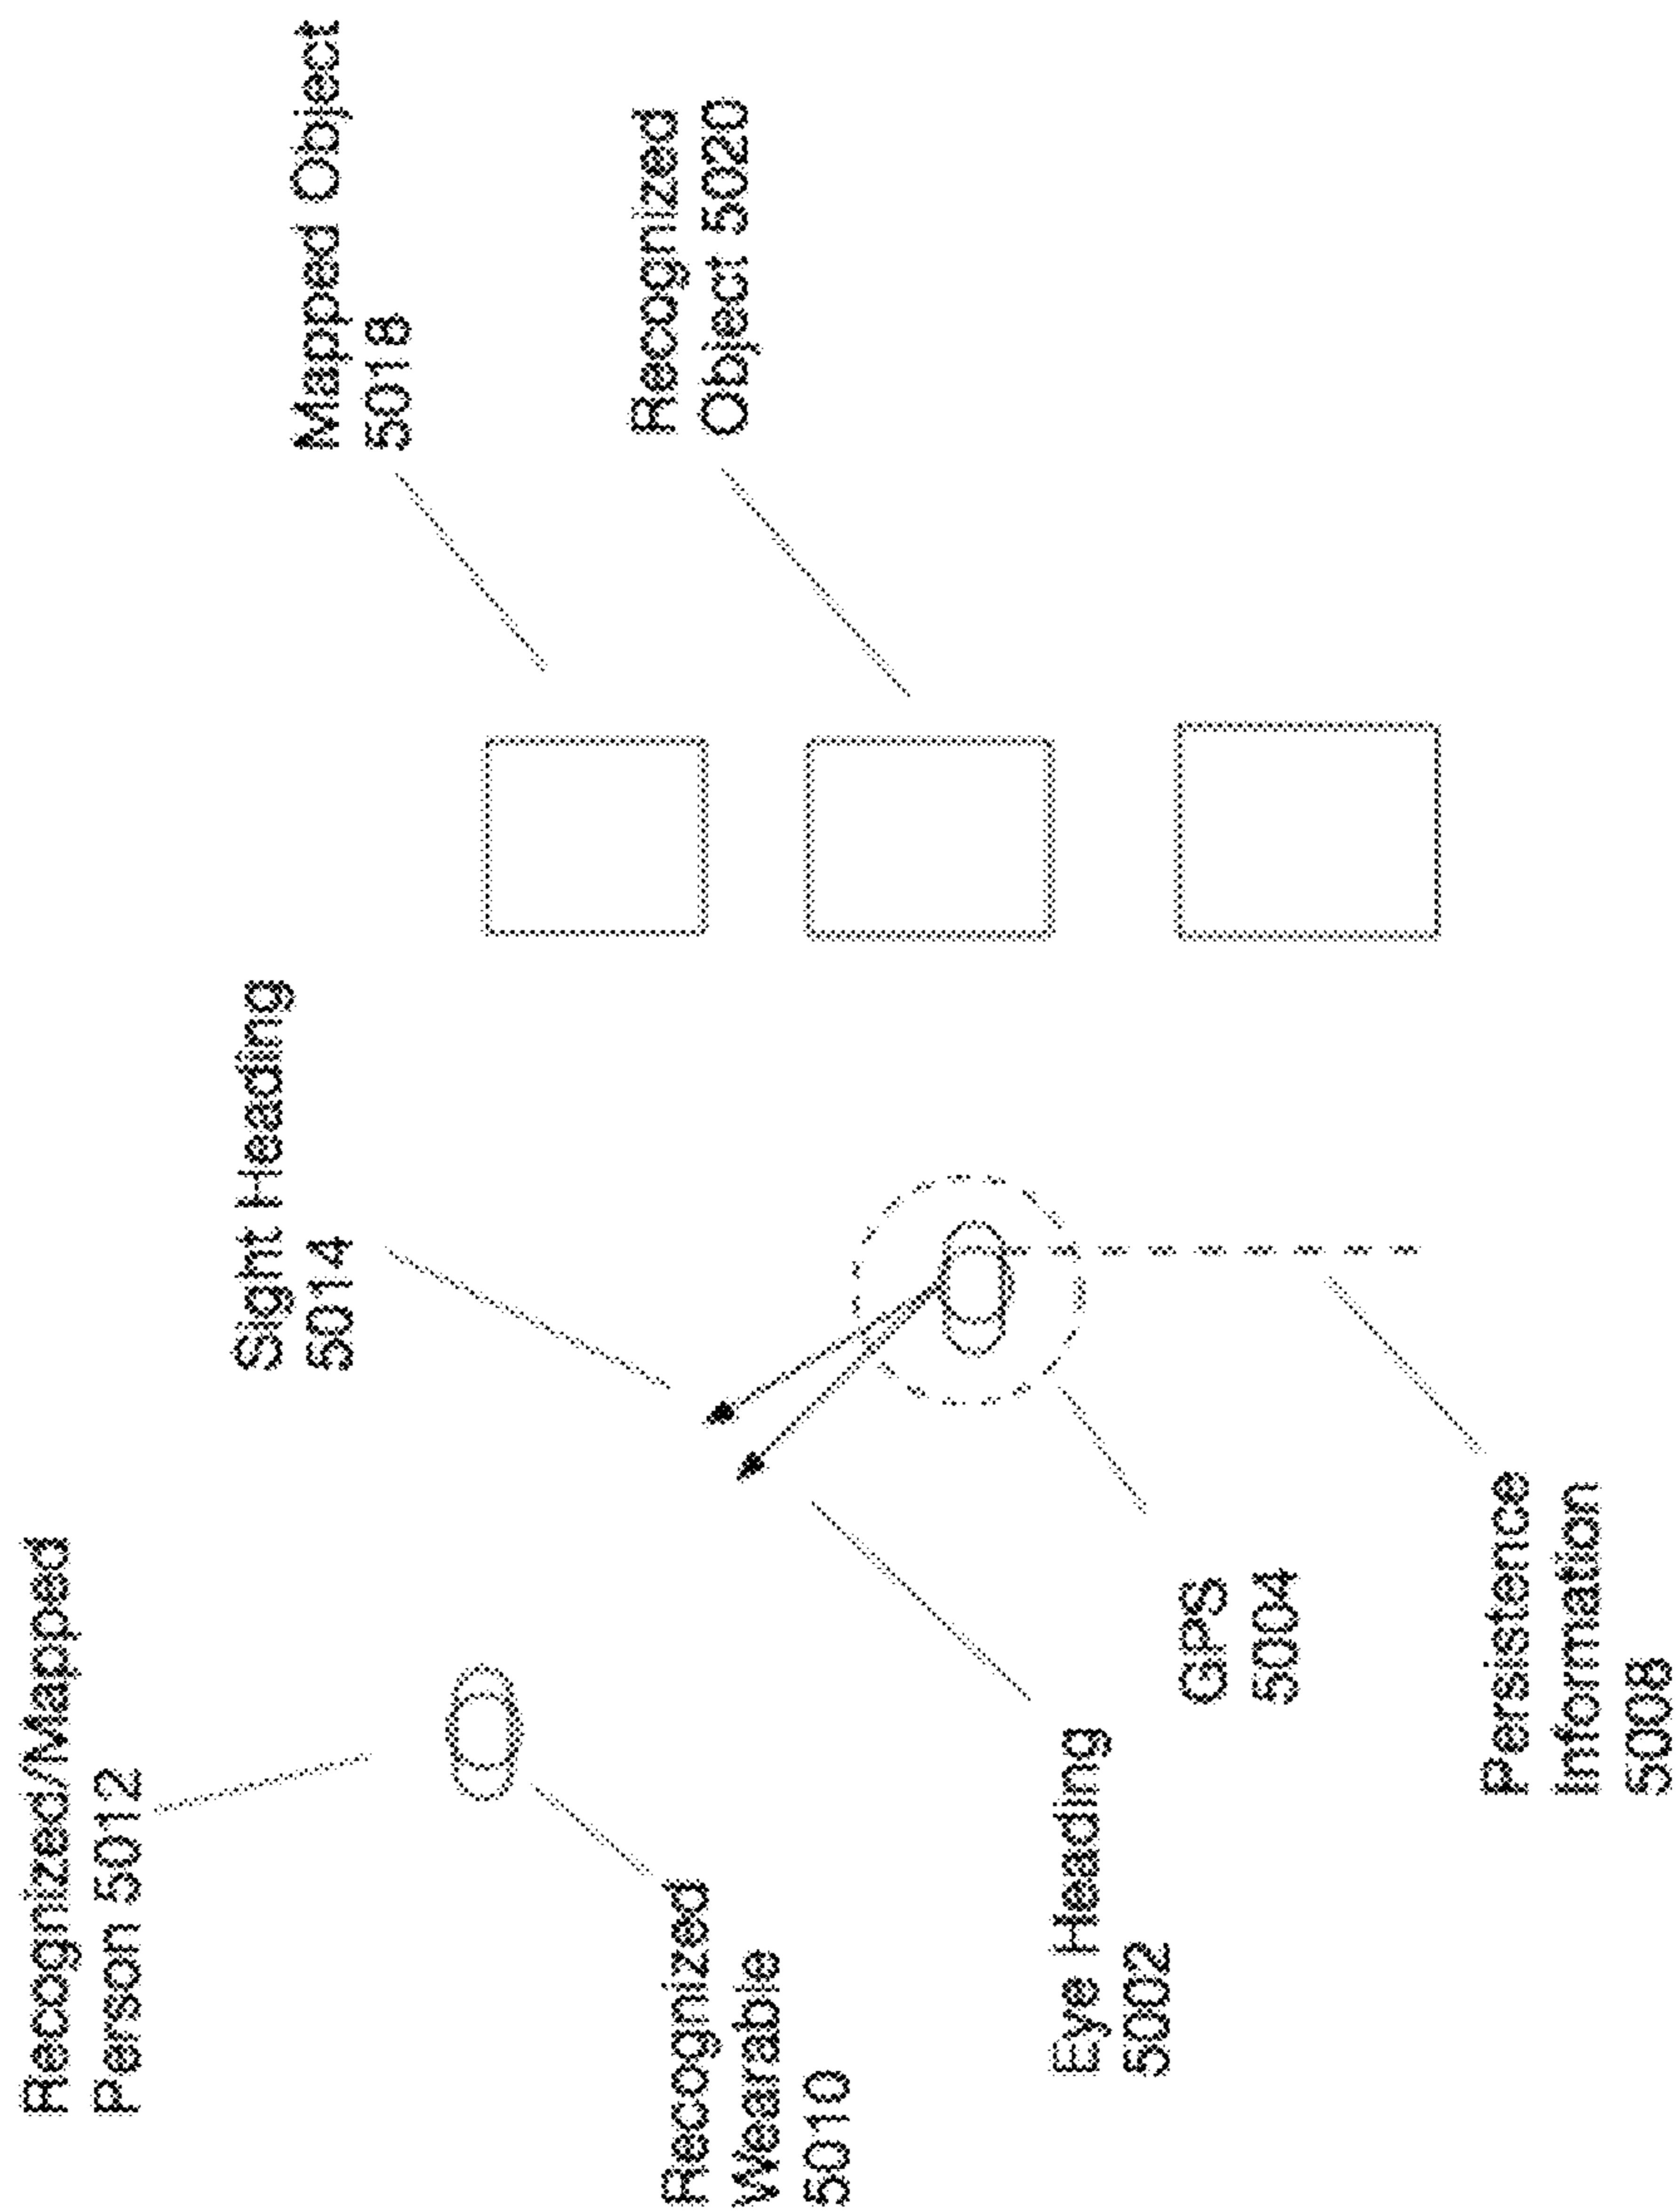 Recognized/Mapped
Person 5012
Sight Heading
5014
Mapped Object
5018
Recognized
Object 5020
Recognized
Wearable
5010
Eye Heading
5002
GPS
5004
Persistence
Information
5008